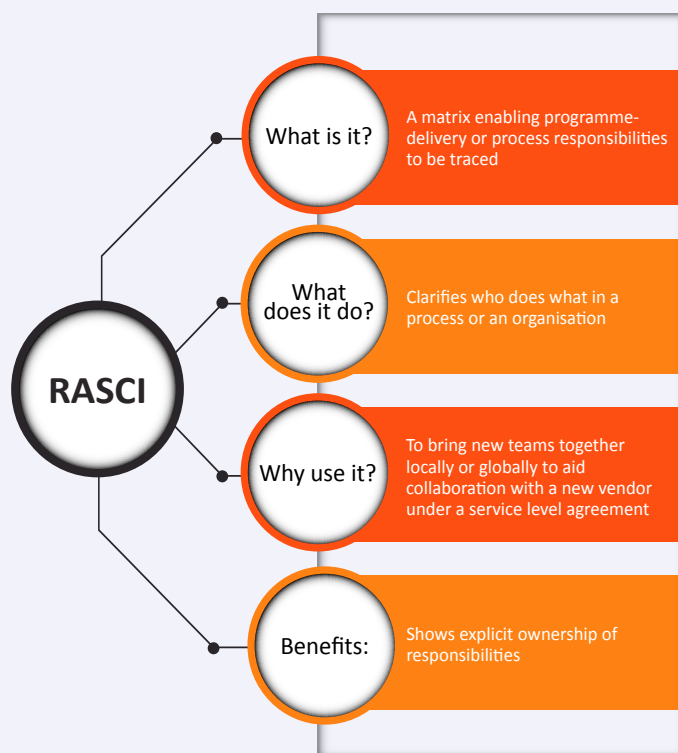 RASCI
What is it?
A matrix enabling programme-
delivery or process responsibilities
to be traced
What
does it do?
Clarifies who does what in a
process or an organisation
Why use it?
To bring new teams together
locally or globally to aid
collaboration with a new vendor
under a service level agreement
Benefits:
Shows explicit ownership of
responsibilities